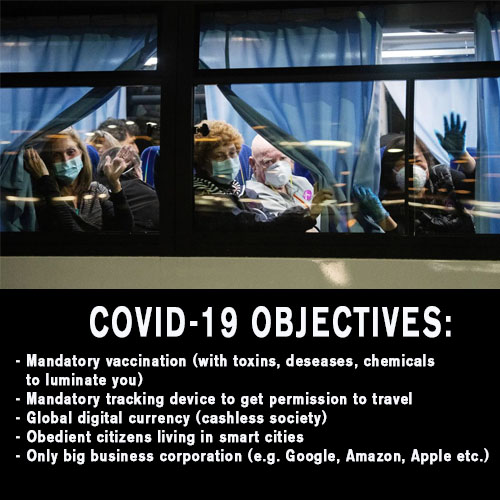 COVID-19 OBJECTIVES:
- Mandatory vaccination (with toxins, deseases, chemicals
to luminate you)
- Mandatory tracking device to get permission to travel
- Global digital currency (cashless society)
- Obedient citizens living in smart cities
- Only big business corporation (e.g. Google, Amazon, Apple etc.)